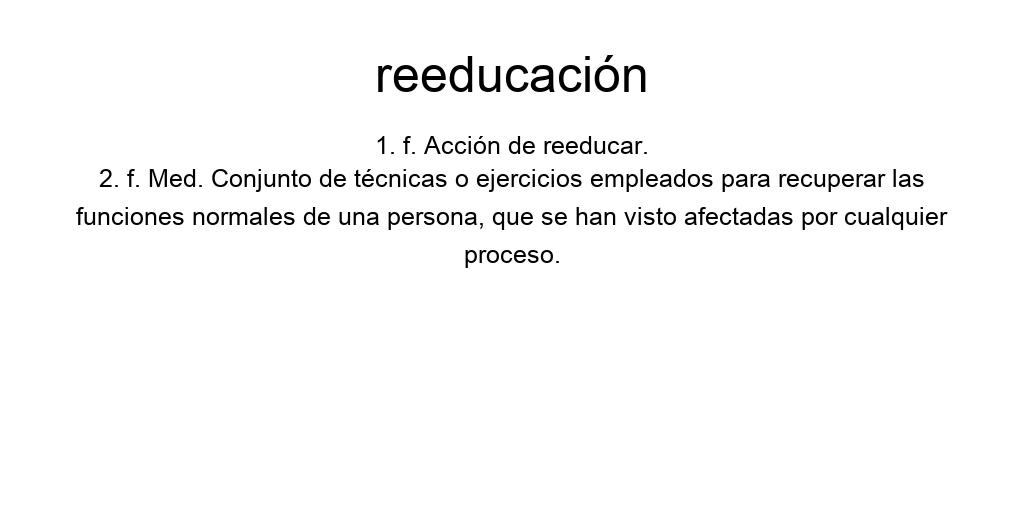 reeducación
1. f. Acción de reeducar.
2. f. Med. Conjunto de técnicas o ejercicios empleados para recuperar las
funciones normales de una persona, que se han visto afectadas por cualquier
proceso.